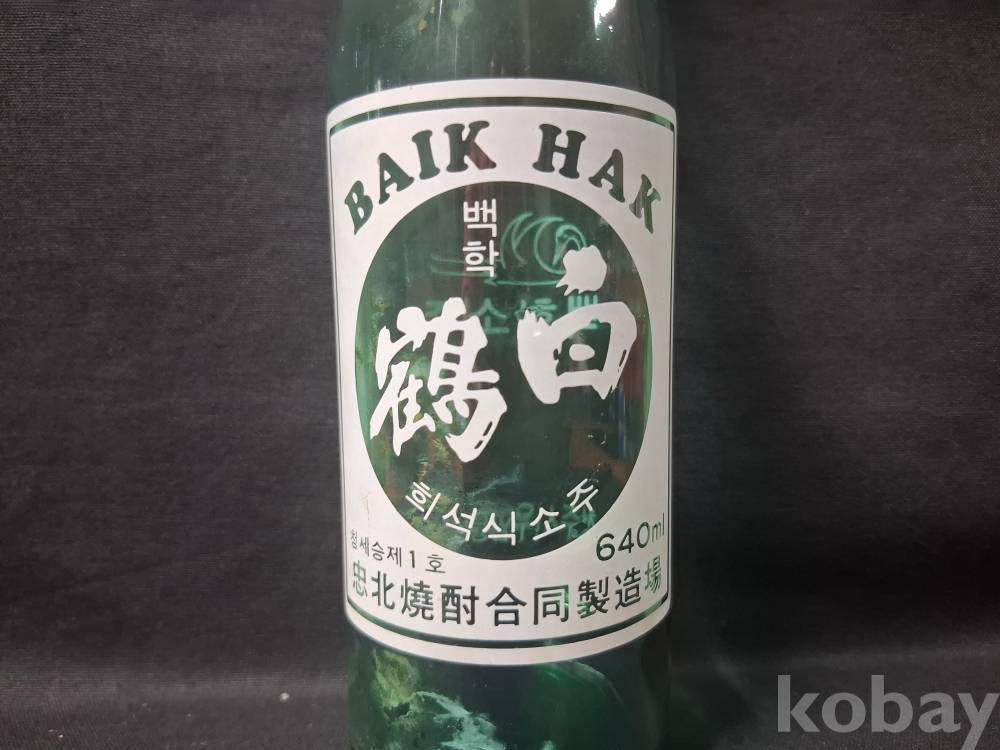 BAIK HAK
백학
白鶴
희석식소주
청세승제1호
640ml
忠北燒酎合同製造場
kobay